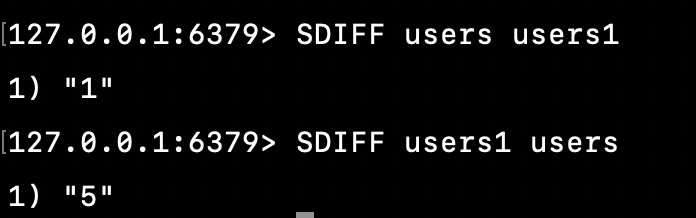 [127.0.0.1:6379> SDIFF users users1
1) "1"
[127.0.0.1:6379> SDIFF users1 users
1) "5"